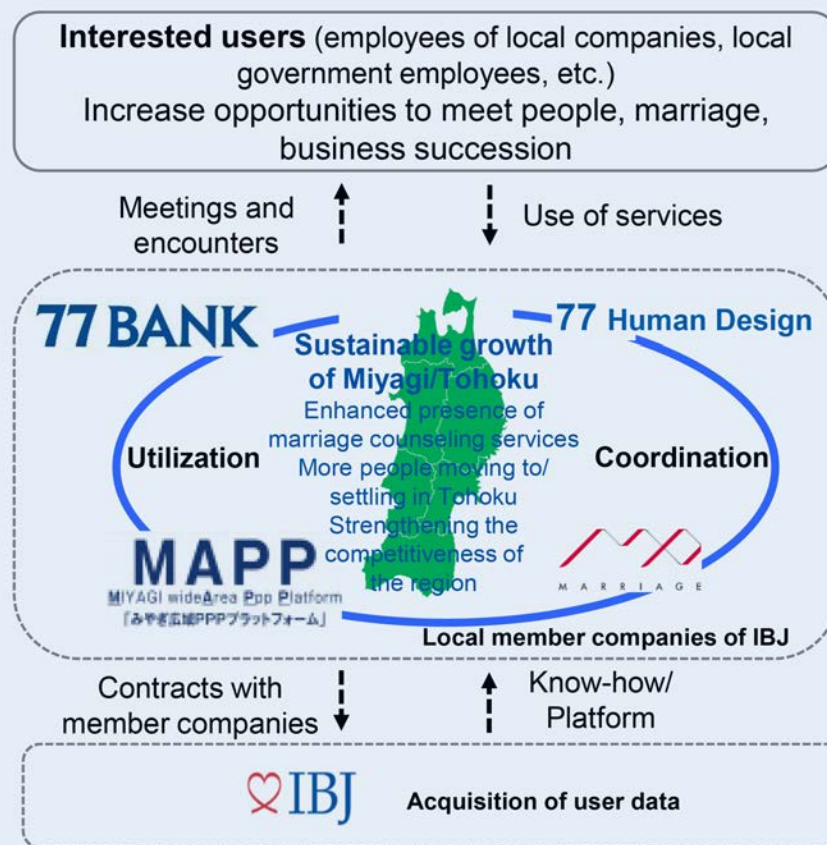 Interested users (employees of local companies, local
government employees, etc.)
Increase opportunities to meet people, marriage,
business succession
Meetings and
encounters
Use of services
77 BANK
77 Human Design
Sustainable growth
of Miyagi/Tohoku
Enhanced presence of
marriage counseling services
More people moving to/
settling in Tohoku
Strengthening the
competitiveness of
the region
Utilization
Coordination
MAPP
MIYAGI wideArea Ppp Platform
「みやぎ広域PPPプラットフォーム」
MARRIAGE
Local member companies of IBJ
Contracts with
member companies
Know-how/
Platform
IBJ
Acquisition of user data